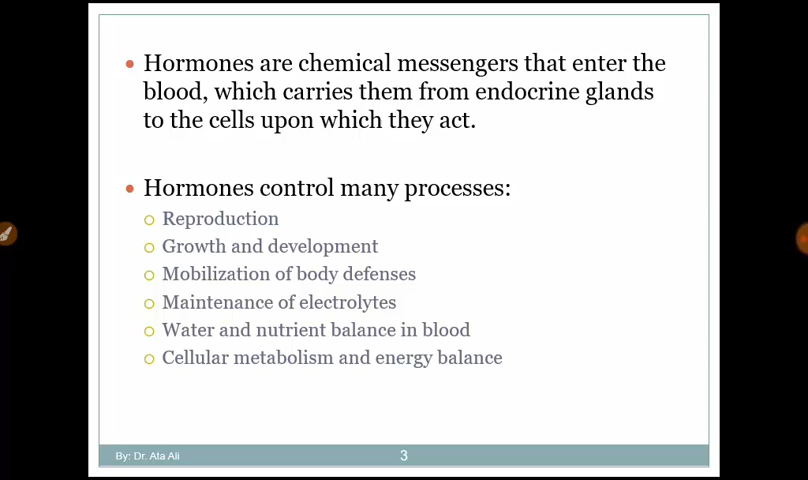 Hormones are chemical messengers that enter the
blood, which carries them from endocrine glands
to the cells upon which they act.
Hormones control many processes:
Reproduction
Growth and development
Mobilization of body defenses
Maintenance of electrolytes
Water and nutrient balance in blood
Cellular metabolism and energy balance
By: Dr. Ata Ali
3